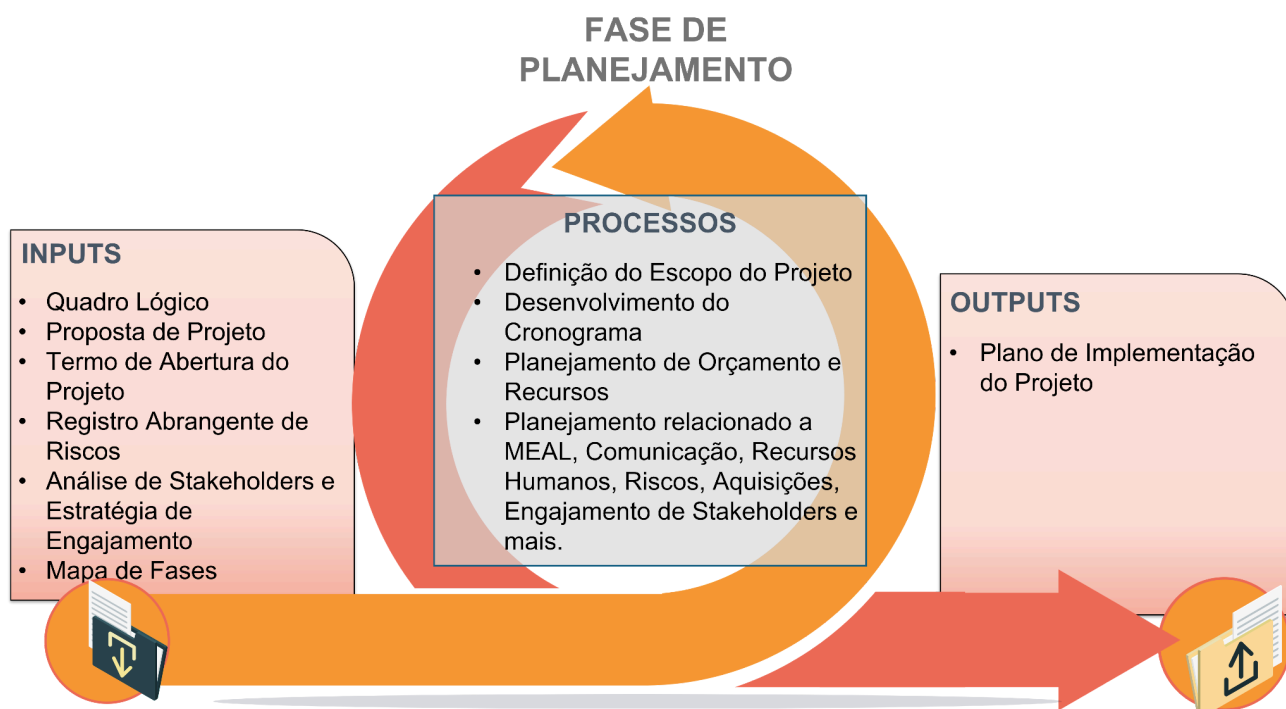 FASE DE
PLANEJAMENTO
INPUTS
• Quadro Lógico
• Proposta de Projeto
• Termo de Abertura do
Projeto
• Registro Abrangente de
Riscos
• Análise de Stakeholders e
Estratégia de
Engajamento
• Mapa de Fases
PROCESSOS
• Definição do Escopo do Projeto
• Desenvolvimento do
Cronograma
• Planejamento de Orçamento e
Recursos
• Planejamento relacionado a
MEAL, Comunicação, Recursos
Humanos, Riscos, Aquisições,
Engajamento de Stakeholders e
mais.
OUTPUTS
• Plano de Implementação
do Projeto